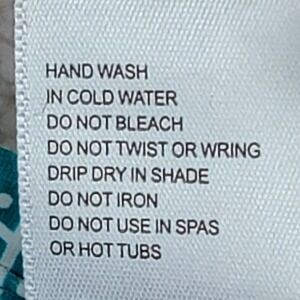 HAND WASH
IN COLD WATER
DO NOT BLEACH
DO NOT TWIST OR WRING
DRIP DRY IN SHADE
DO NOT IRON
DO NOT USE IN SPAS
OR HOT TUBS